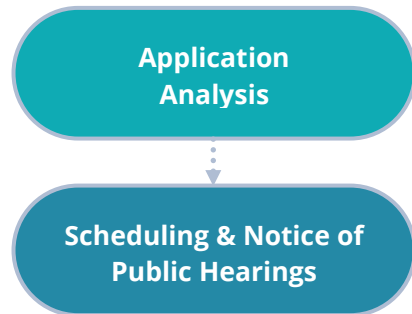 Application
Analysis
Scheduling & Notice of
Public Hearings